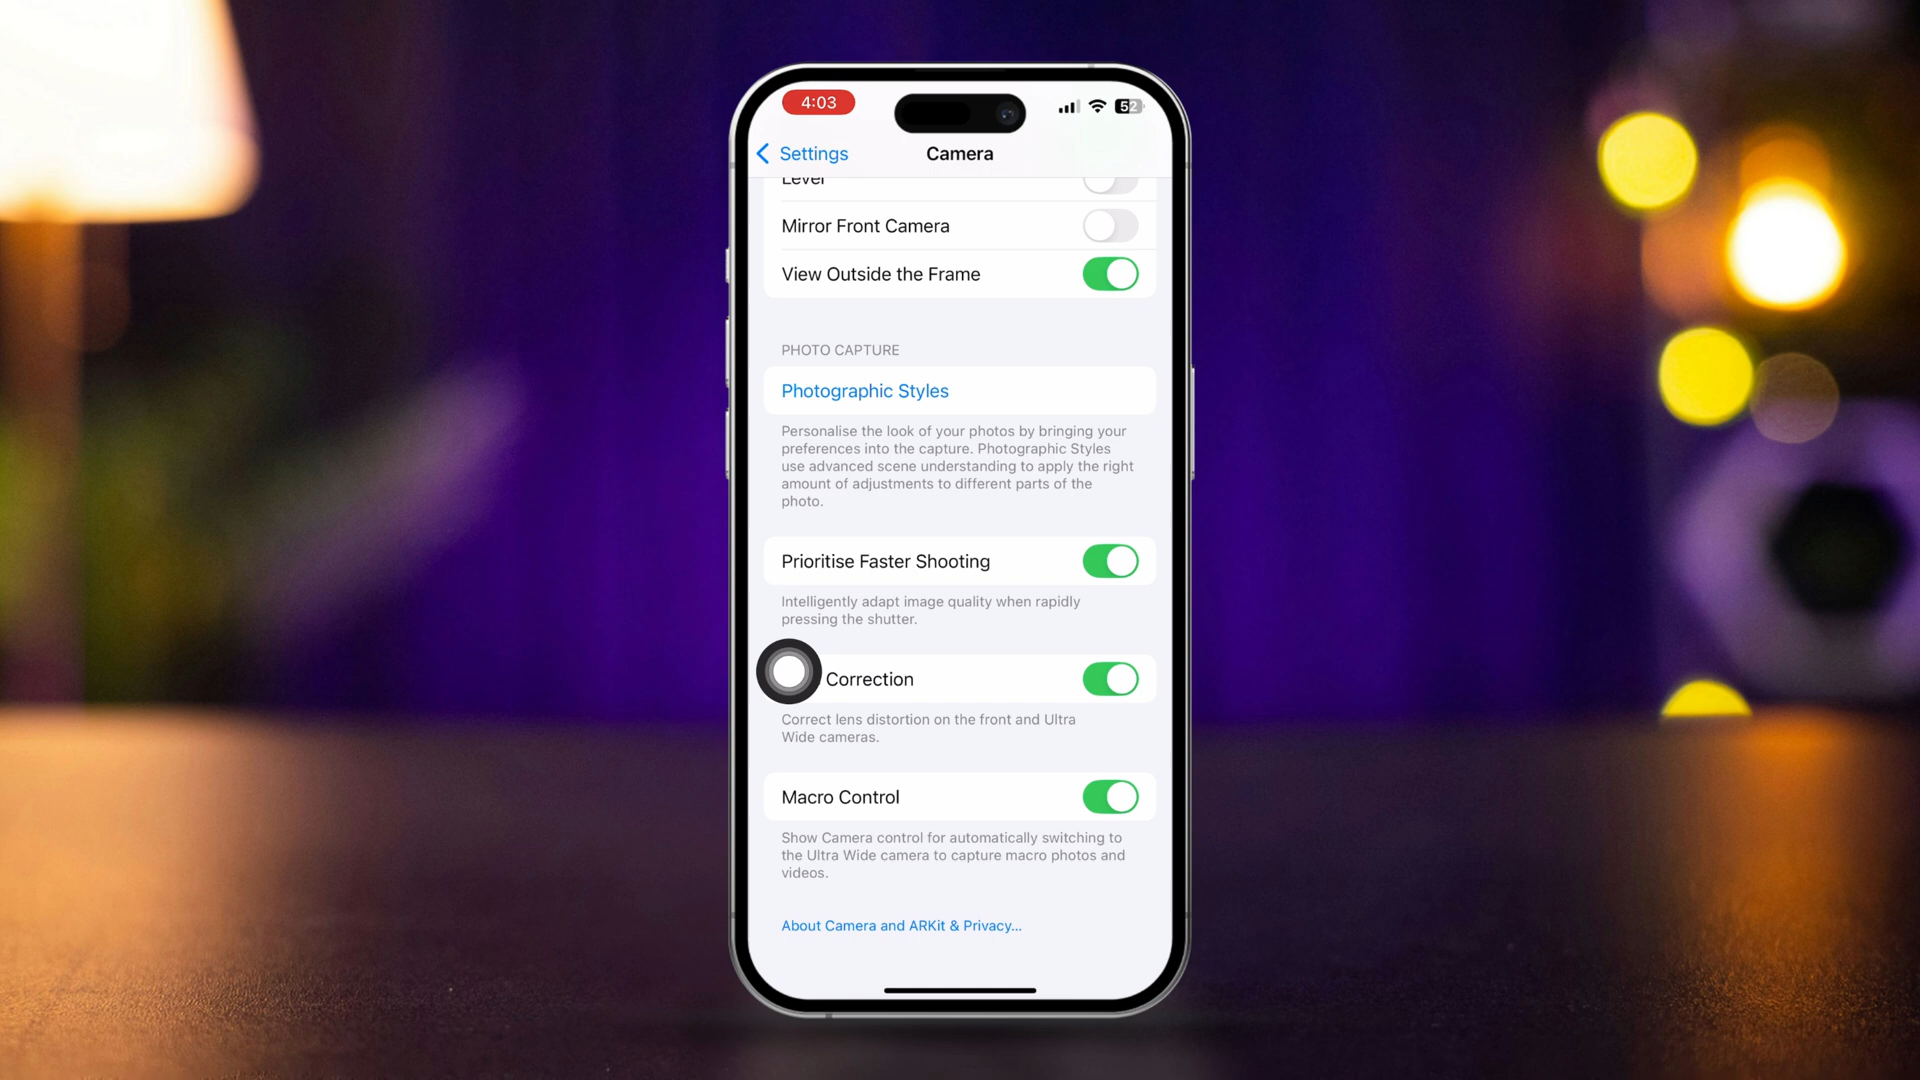 4:03
52
Settings
Camera
Level
Mirror Front Camera
View Outside the Frame
PHOTO CAPTURE
Photographic Styles
Personalise the look of your photos by bringing your
preferences into the capture. Photographic Styles
use advanced scene understanding to apply the right
amount of adjustments to different parts of the
photo.
Prioritise Faster Shooting
Intelligently adapt image quality when rapidly
pressing the shutter.
Correction
Correct lens distortion on the front and Ultra
Wide cameras.
Macro Control
Show Camera control for automatically switching to
the Ultra Wide camera to capture macro photos and
videos.
About Camera and ARKit & Privacy...